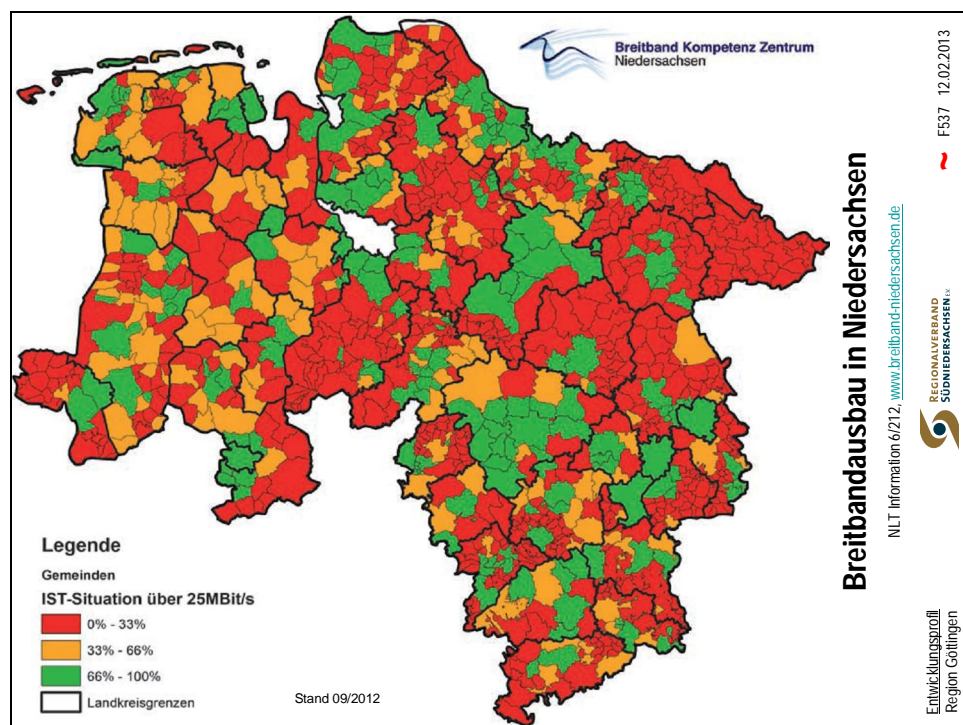 Breitband Kompetenz Zentrum
Niedersachsen
Legende
Gemeinden
IST-Situation über 25MBit/s
0% - 33%
33% - 66%
66% - 100%
Landkreisgrenzen
Stand 09/2012
Breitbandausbau in Niedersachsen
NLT Information 6/212, www.breitband-niedersachsen.de
F537 12.02.2013
REGIONALVERBAND
SÜDNIEDERSACHSEN E.V.
Entwicklungsprofil
Region Göttingen